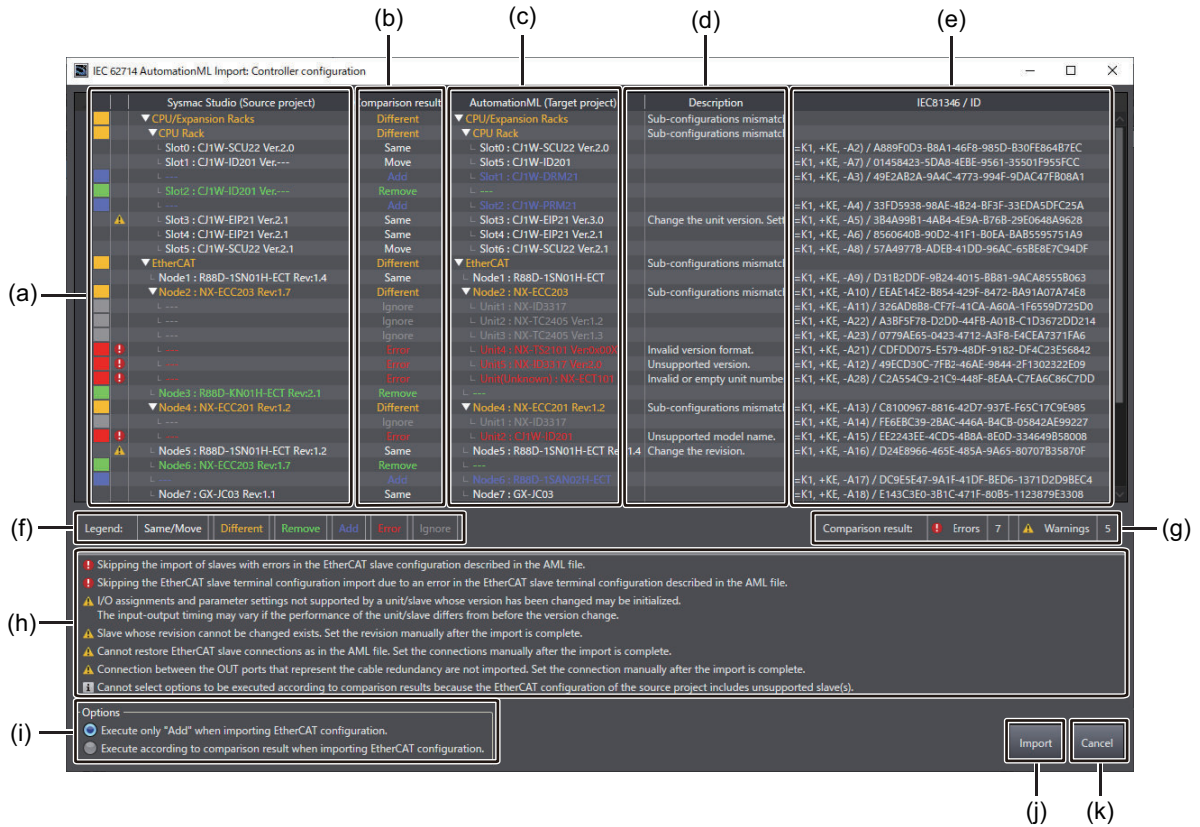 (b) (c) (d) (e)
IEC 62714 AutomationML Import: Controller configuration
Sysmac Studio (Source project) omparison result AutomationML (Target project) Description IEC81346 / ID
CPU/Expansion Racks Different CPU/Expansion Racks Sub-configurations mismatch
CPU Rack Different CPU Rack Sub-configurations mismatch
Slot0 : CJ1W-SCU22 Ver.2.0 Same Slot0 : CJ1W-SCU22 Ver.2.0 =K1, +KE, -A2) / A889F0D3-B8A1-46F8-985D-B30FE864B7EC
Slot1 : CJ1W-ID201 Ver.--- Move Slot5 : CJ1W-ID201 =K1, +KE, -A7) / 01458423-5DA8-4EBE-9561-35501F955FCC
--- Add Slot1 : CJ1W-DRM21 =K1, +KE, -A3) / 49E2AB2A-9A4C-4773-994F-9DAC47FB08A1
Slot2 : CJ1W-ID201 Ver.--- Remove ---
--- Add Slot2 : CJ1W-PRM21 =K1, +KE, -A4) / 33FD5938-98AE-4B24-BF3F-33EDA5DFC25A
Slot3 : CJ1W-EIP21 Ver.2.1 Same Slot3 : CJ1W-EIP21 Ver.3.0 Change the unit version. Set =K1, +KE, -A5) / 3B4A99B1-4AB4-4E9A-B76B-29E0648A9628
Slot4 : CJ1W-EIP21 Ver.2.1 Same Slot4 : CJ1W-EIP21 Ver.2.1 =K1, +KE, -A6) / 8560640B-90D2-41F1-B0EA-BAB5595751A9
Slot5 : CJ1W-SCU22 Ver.2.1 Move Slot6 : CJ1W-SCU22 Ver.2.1 =K1, +KE, -A8) / 57A4977B-ADEB-41DD-96AC-65BE8E7C94DF
EtherCAT Different EtherCAT Sub-configurations mismatch
Node1 : R88D-1SN01H-ECT Rev:1.4 Same Node1 : R88D-1SN01H-ECT =K1, +KE, -A9) / D31B2DDF-9B24-4015-BB81-9ACA8555B063
(a) Node2 : NX-ECC203 Rev:1.7 Different Node2 : NX-ECC203 Sub-configurations mismatch =K1, +KE, -A10) / EEAE14E2-B854-429F-8472-BA91A07A74E8
--- Ignore Unit1 : NX-ID3317 =K1, +KE, -A11) / 326AD8B8-CF7F-41CA-A60A-1F6559D725D0
--- Ignore Unit2 : NX-TC2405 Ver:1.2 =K1, +KE, -A22) / A3BF5F78-D2DD-44FB-A01B-C1D3672DD214
--- Ignore Unit3 : NX-TC2405 Ver:1.3 =K1, +KE, -A23) / 0779AE65-0423-4712-A3F8-E4CEA7371FA6
--- Error Unit4 : NX-TS2101 Ver:0x00X Invalid version format. =K1, +KE, -A21) / CDFDD075-E579-48DF-9182-DF4C23E56842
--- Error NX-ID3317 Unsupported version. =K1, +KE, -A12) / 49ECD30C-7FB2-46AE-9844-2F1302322E09
--- Error Unit(Unknown) : NX-ECT101 Invalid or empty unit numbe =K1, +KE, -A28) / C2A554C9-21C9-448F-8EAA-C7EA6C86C7DD
Node3 : R88D-KN01H-ECT Rev:2.1 Remove ---
Node4 : NX-ECC201 Rev:1.2 Different Node4 : NX-ECC201 Rev:1.2 Sub-configurations mismatch =K1, +KE, -A13) / C8100967-8816-42D7-937E-F65C17C9E985
--- Ignore Unit1 : NX-ID3317 =K1, +KE, -A14) / FE6EBC39-2BAC-446A-B4CB-05842AE99227
--- Error Unit2 : CJ1W-ID201 Unsupported model name. =K1, +KE, -A15) / EE2243EE-4CD5-4B8A-8E0D-334649B58008
Node5 : R88D-1SN01H-ECT Rev:1.2 Same Node5 : R88D-1SN01H-ECT Re 1.4 Change the revision. =K1, +KE, -A16) / D24E8966-465E-485A-9A65-80707B35870F
Node6 : NX-ECC203 Rev:1.7 Remove ---
--- Add Node6 : R88D-1SAN02H-ECT =K1, +KE, -A17) / DC9E5E47-9A1F-41DF-BED6-1371D2D9BEC4
Node7 : GX-JC03 Rev:1.1 Same Node7 : GX-JC03 =K1, +KE, -A18) / E143C3E0-3B1C-471F-80B5-1123879E3308
(f) Legend: Same/Move Different Remove Add Error Ignore Comparison result: Errors 7 Warnings 5 (g)
Skipping the import of slaves with errors in the EtherCAT slave configuration described in the AML file.
Skipping the EtherCAT slave terminal configuration import due to an error in the EtherCAT slave terminal configuration described in the AML file.
I/O assignments and parameter settings not supported by a unit/slave whose version has been changed may be initialized.
(h) The input-output timing may vary if the performance of the unit/slave differs from before the version change.
Slave whose revision cannot be changed exists. Set the revision manually after the import is complete.
Cannot restore EtherCAT slave connections as in the AML file. Set the connections manually after the import is complete.
Connection between the OUT ports that represent the cable redundancy are not imported. Set the connection manually after the import is complete.
Cannot select options to be executed according to comparison results because the EtherCAT configuration of the source project includes unsupported slave(s).
Options
(i) Execute only "Add" when importing EtherCAT configuration.
Execute according to comparison result when importing EtherCAT configuration.
Import Cancel
(j) (k)